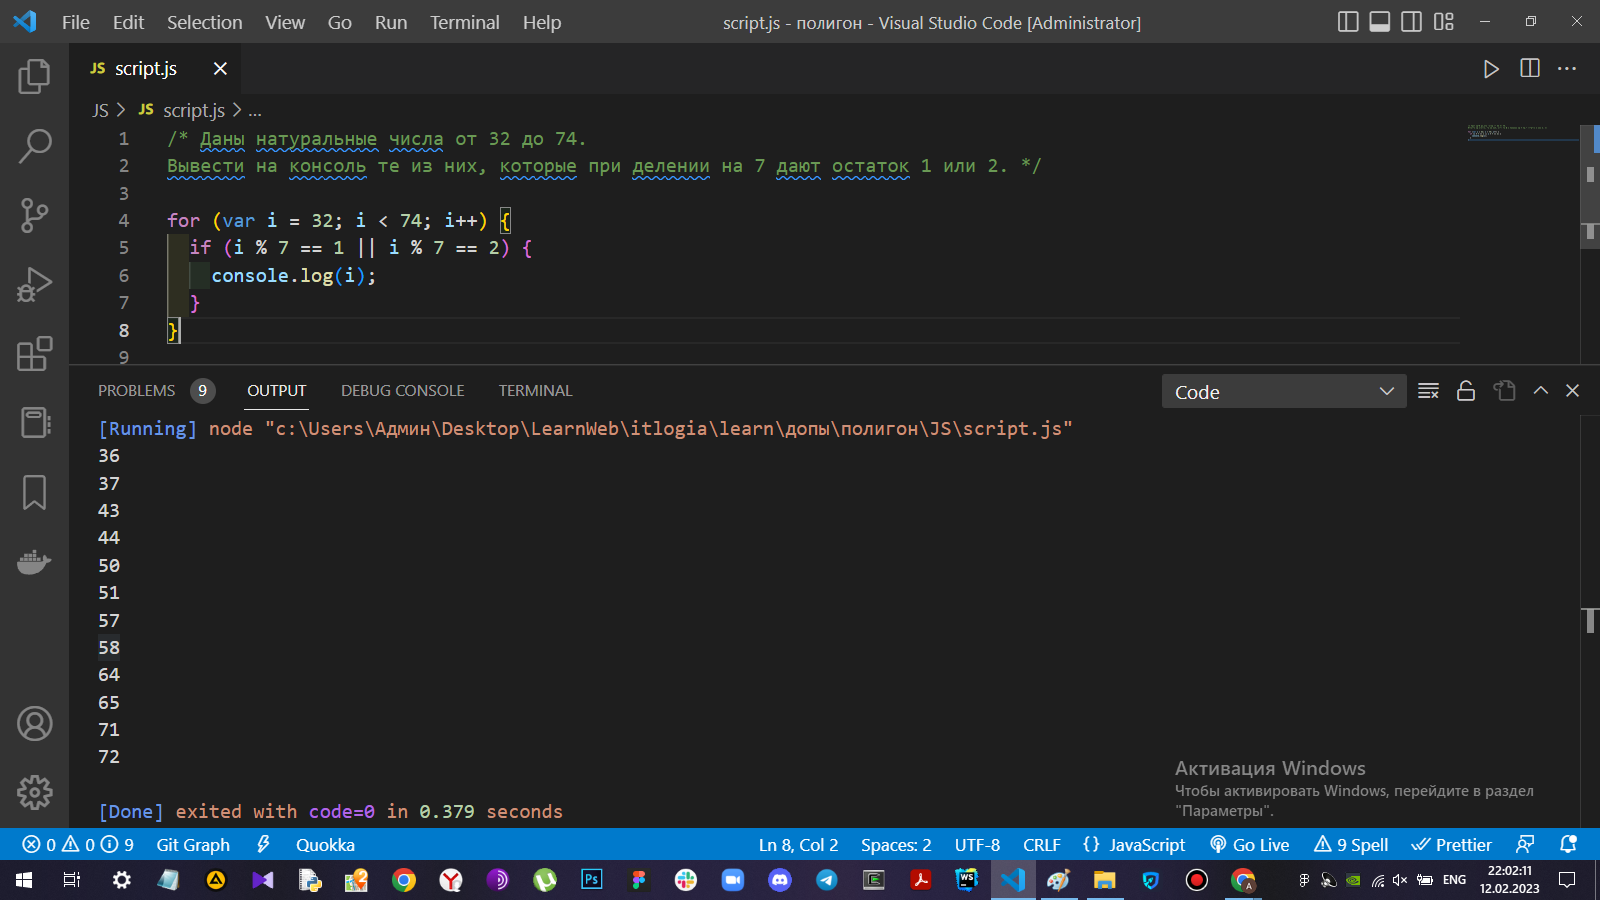 File Edit Selection View Go Run Terminal Help script.js - полигон - Visual Studio Code [Administrator]
JS script.js
JS > JS script.js > ...
1 /* Даны натуральные числа от 32 до 74.
2 Вывести на консоль те из них, которые при делении на 7 дают остаток 1 или 2. */
3
4 for (var i = 32; i < 74; i++) {
5 if (i % 7 == 1 || i % 7 == 2) {
6 console.log(i);
7 }
8 }
9
PROBLEMS 9 OUTPUT DEBUG CONSOLE TERMINAL Code
[Running] node "c:\Users\Админ\Desktop\LearnWeb\itlogia\learn\допы\полигон\JS\script.js"
36
37
43
44
50
51
57
58
64
65
71
72
Активация Windows
Чтобы активировать Windows, перейдите в раздел
"Параметры".
[Done] exited with code=0 in 0.379 seconds
0 0 9 Git Graph Quokka Ln 8, Col 2 Spaces: 2 UTF-8 CRLF {} JavaScript Go Live 9 Spell Prettier
Ps WS A ENG 22:02:11
12.02.2023